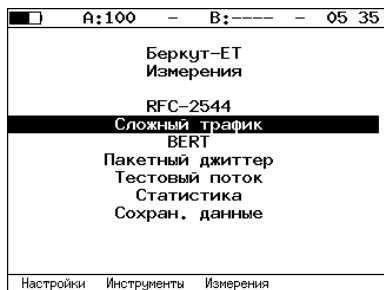 A:100 – B:---- – 05 35
Беркут-ET
Измерения
RFC-2544
Сложный трафик
BERT
Пакетный джиттер
Тестовый поток
Статистика
Сохран. данные
Настройки Инструменты Измерения